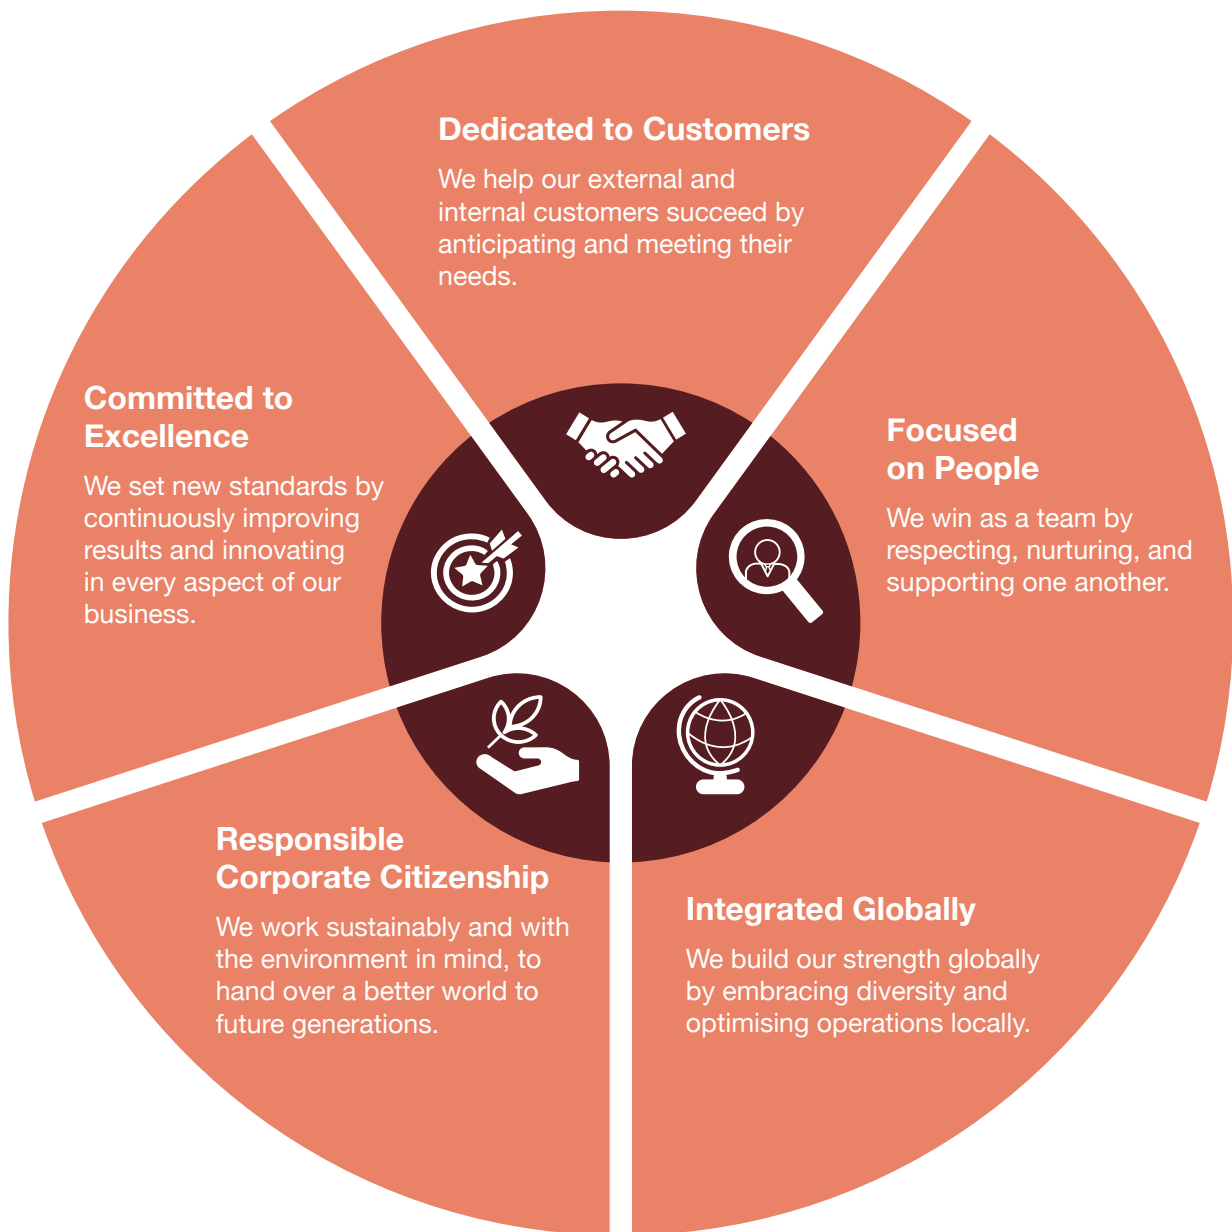 Dedicated to Customers
We help our external and
internal customers succeed by
anticipating and meeting their
needs.
Focused
on People
We win as a team by
respecting, nurturing, and
supporting one another.
Integrated Globally
We build our strength globally
by embracing diversity and
optimising operations locally.
Responsible
Corporate Citizenship
We work sustainably and with
the environment in mind, to
hand over a better world to
future generations.
Committed to
Excellence
We set new standards by
continuously improving
results and innovating
in every aspect of our
business.